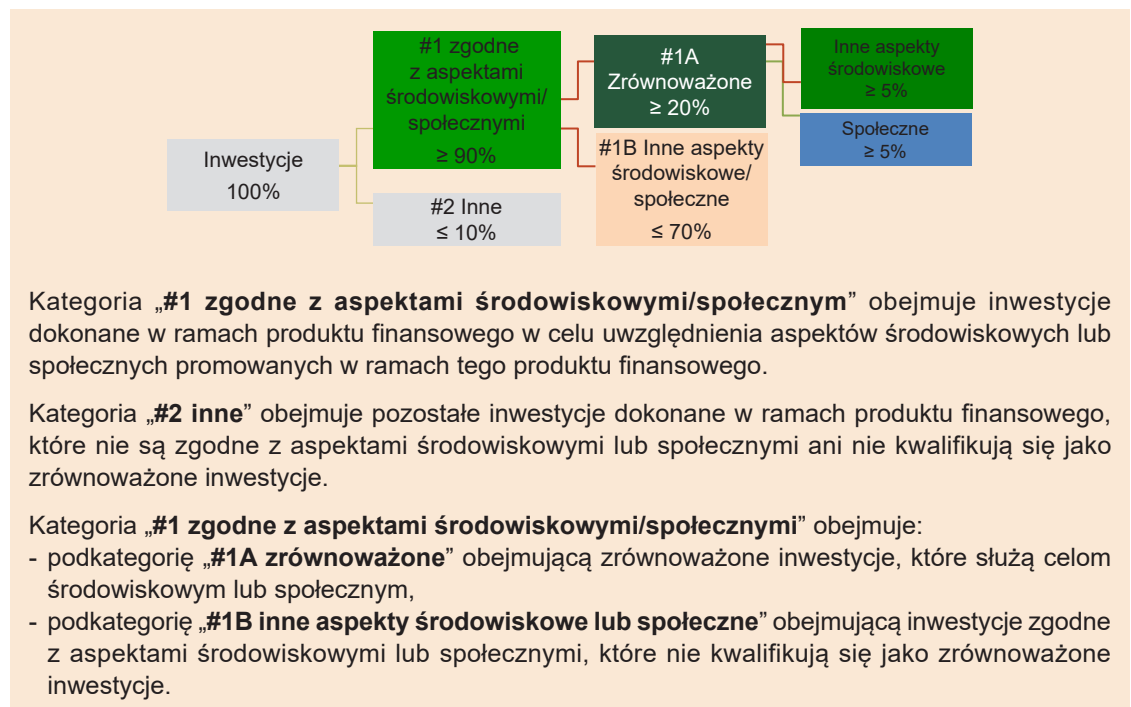 #1 zgodne
z aspektami
środowiskowymi/
społecznymi
≥ 90%
#1A
Zrównoważone
≥ 20%
Inne aspekty
środowiskowe
≥ 5%
Społeczne
≥ 5%
Inwestycje
100%
#1B Inne aspekty
środowiskowe/
społeczne
≤ 70%
#2 Inne
≤ 10%
Kategoria „#1 zgodne z aspektami środowiskowymi/społecznym” obejmuje inwestycje
dokonane w ramach produktu finansowego w celu uwzględnienia aspektów środowiskowych lub
społecznych promowanych w ramach tego produktu finansowego.
Kategoria „#2 inne” obejmuje pozostałe inwestycje dokonane w ramach produktu finansowego,
które nie są zgodne z aspektami środowiskowymi lub społecznymi ani nie kwalifikują się jako
zrównoważone inwestycje.
Kategoria „#1 zgodne z aspektami środowiskowymi/społecznymi” obejmuje:
- podkategorię „#1A zrównoważone” obejmującą zrównoważone inwestycje, które służą celom
środowiskowym lub społecznym,
- podkategorię „#1B inne aspekty środowiskowe lub społeczne” obejmującą inwestycje zgodne
z aspektami środowiskowymi lub społecznymi, które nie kwalifikują się jako zrównoważone
inwestycje.